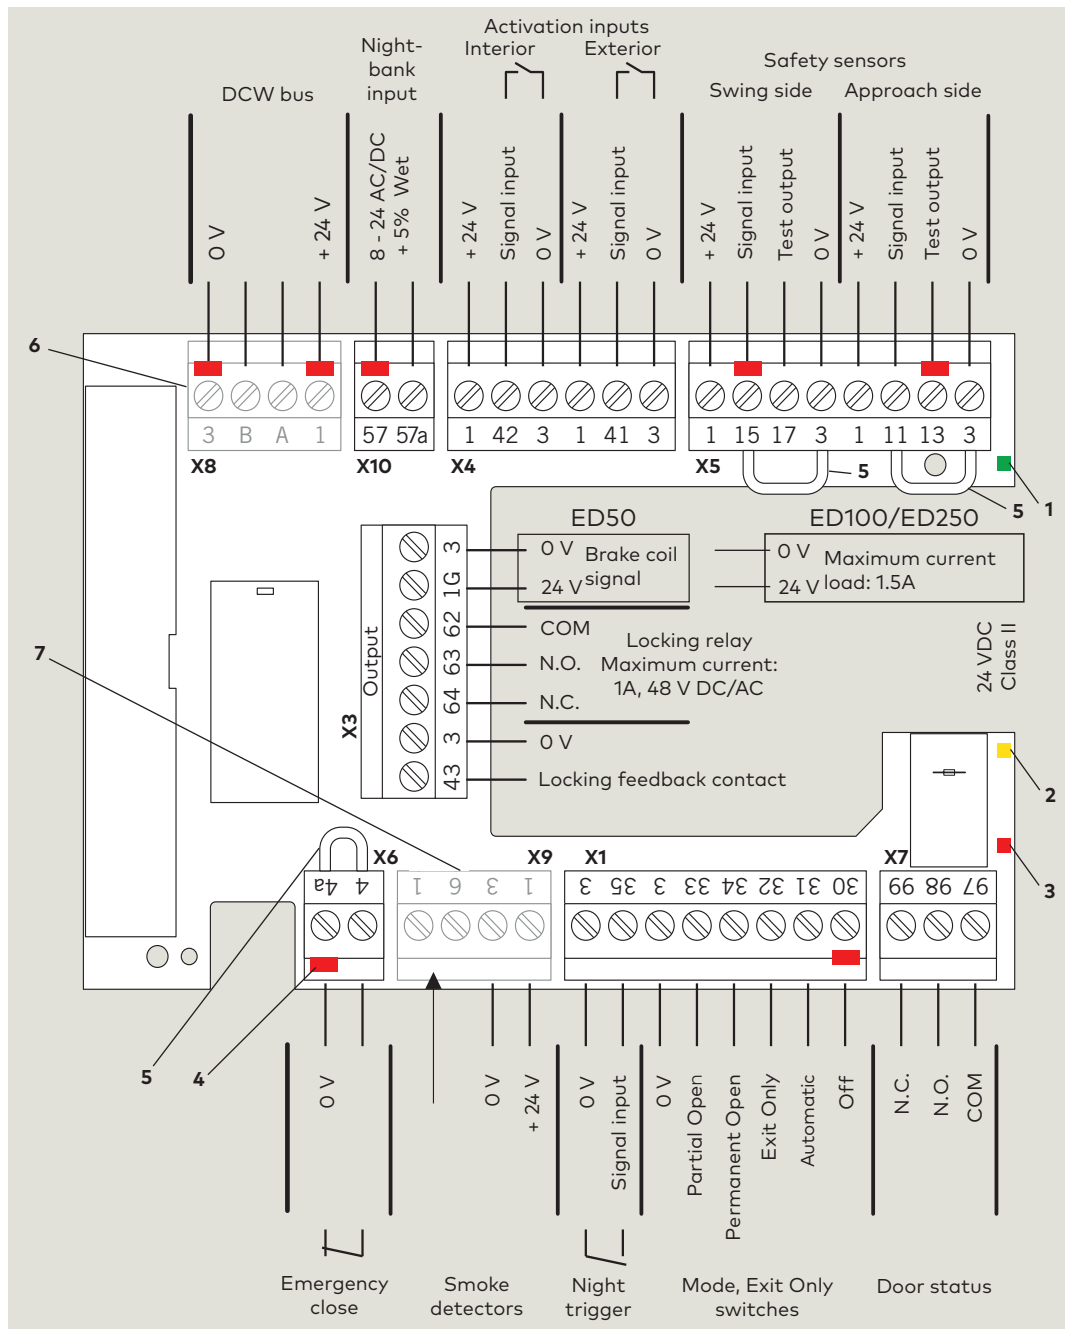 Activation inputs
Night-
bank
input
Interior
Exterior
Safety sensors
DCW bus
Swing side
Approach side
0 V
+ 24 V
8 - 24 AC/DC
+ 5% Wet
+ 24 V
Signal input
0 V
+ 24 V
Signal input
0 V
+ 24 V
Signal input
Test output
0 V
+ 24 V
Signal input
Test output
0 V
6
3 B A 1
57 57a
1 42 3 1 41 3
1 15 17 3 1 11 13 3
X8
X10
X4
X5
5
5
1
ED50
ED100/ED250
Output
X3
3
1G
62
63
64
3
43
0 V
24 V
Brake coil
signal
0 V
24 V
Maximum current
load: 1.5A
COM
N.O.
N.C.
Locking relay
Maximum current:
1A, 48 V DC/AC
0 V
Locking feedback contact
24 VDC
Class II
7
2
3
X6
X9
X1
X7
4a 4
1 6 3 1
3 35 3 33 34 32 31 30
99 98 97
5
4
0 V
0 V
+ 24 V
0 V
Signal input
0 V
Partial Open
Permanent Open
Exit Only
Automatic
Off
N.C.
N.O.
COM
Emergency
close
Smoke
detectors
Night
trigger
Mode, Exit Only
switches
Door status